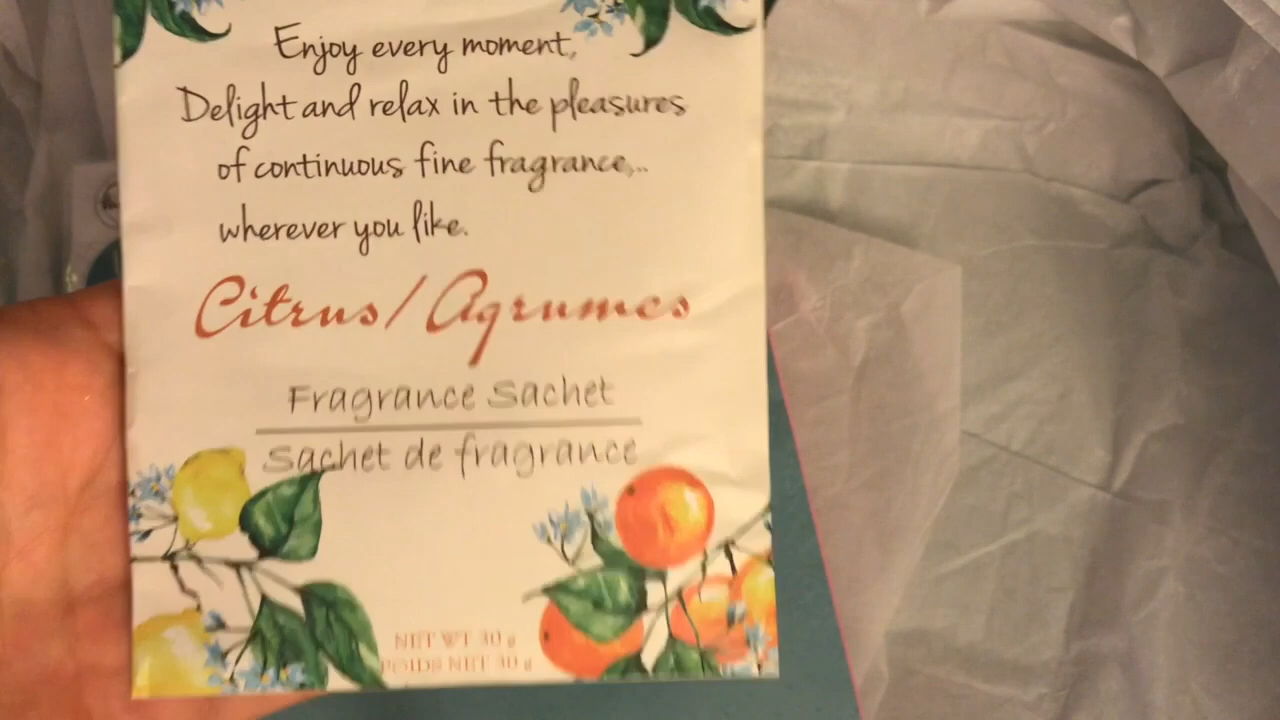 Enjoy every moment,
Delight and relax in the pleasures
of continuous fine fragrance,..
wherever you like.
Citrus/Agrumes
Fragrance Sachet
Sachet de fragrance
NET WT 30 g
POIDS NET 30 g